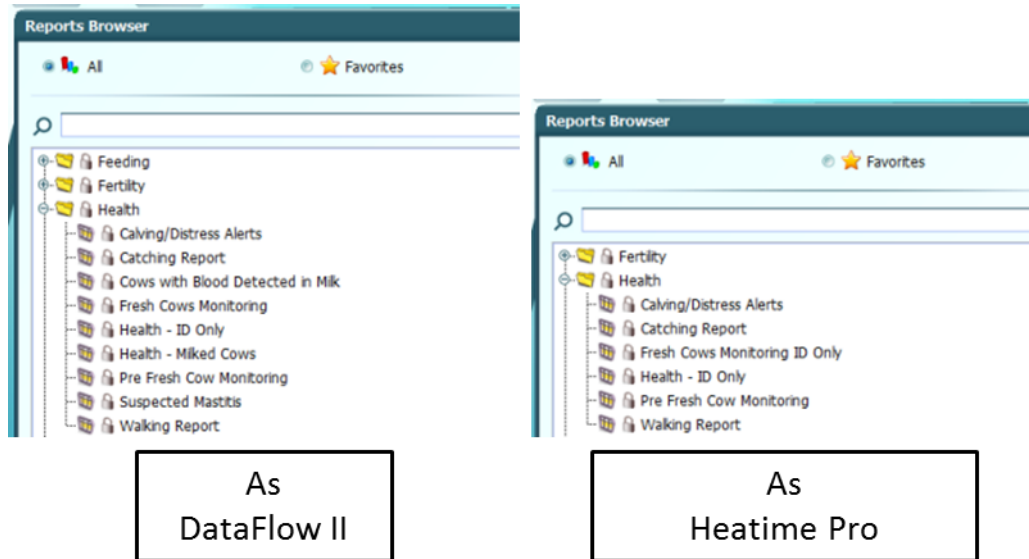 Reports Browser
All
Favorites
Feeding
Fertility
Health
Calving/Distress Alerts
Catching Report
Cows with Blood Detected in Milk
Fresh Cows Monitoring
Health - ID Only
Health - Milked Cows
Pre Fresh Cow Monitoring
Suspected Mastitis
Walking Report
As
DataFlow II
Reports Browser
All
Favorites
Fertility
Health
Calving/Distress Alerts
Catching Report
Fresh Cows Monitoring ID Only
Health - ID Only
Pre Fresh Cow Monitoring
Walking Report
As
Heatime Pro